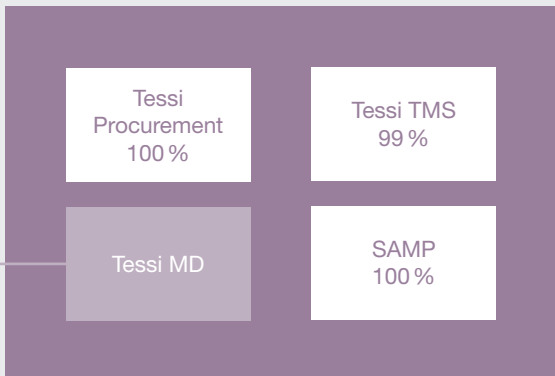 Tessi
Procurement
100 %
Tessi TMS
99 %
Tessi MD
SAMP
100 %